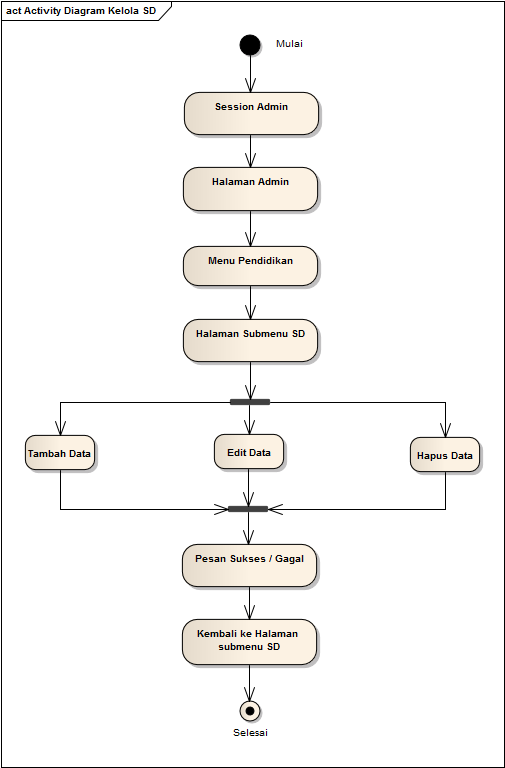 act Activity Diagram Kelola SD
Mulai
Session Admin
Halaman Admin
Menu Pendidikan
Halaman Submenu SD
Tambah Data
Edit Data
Hapus Data
Pesan Sukses / Gagal
Kembali ke Halaman
submenu SD
Selesai